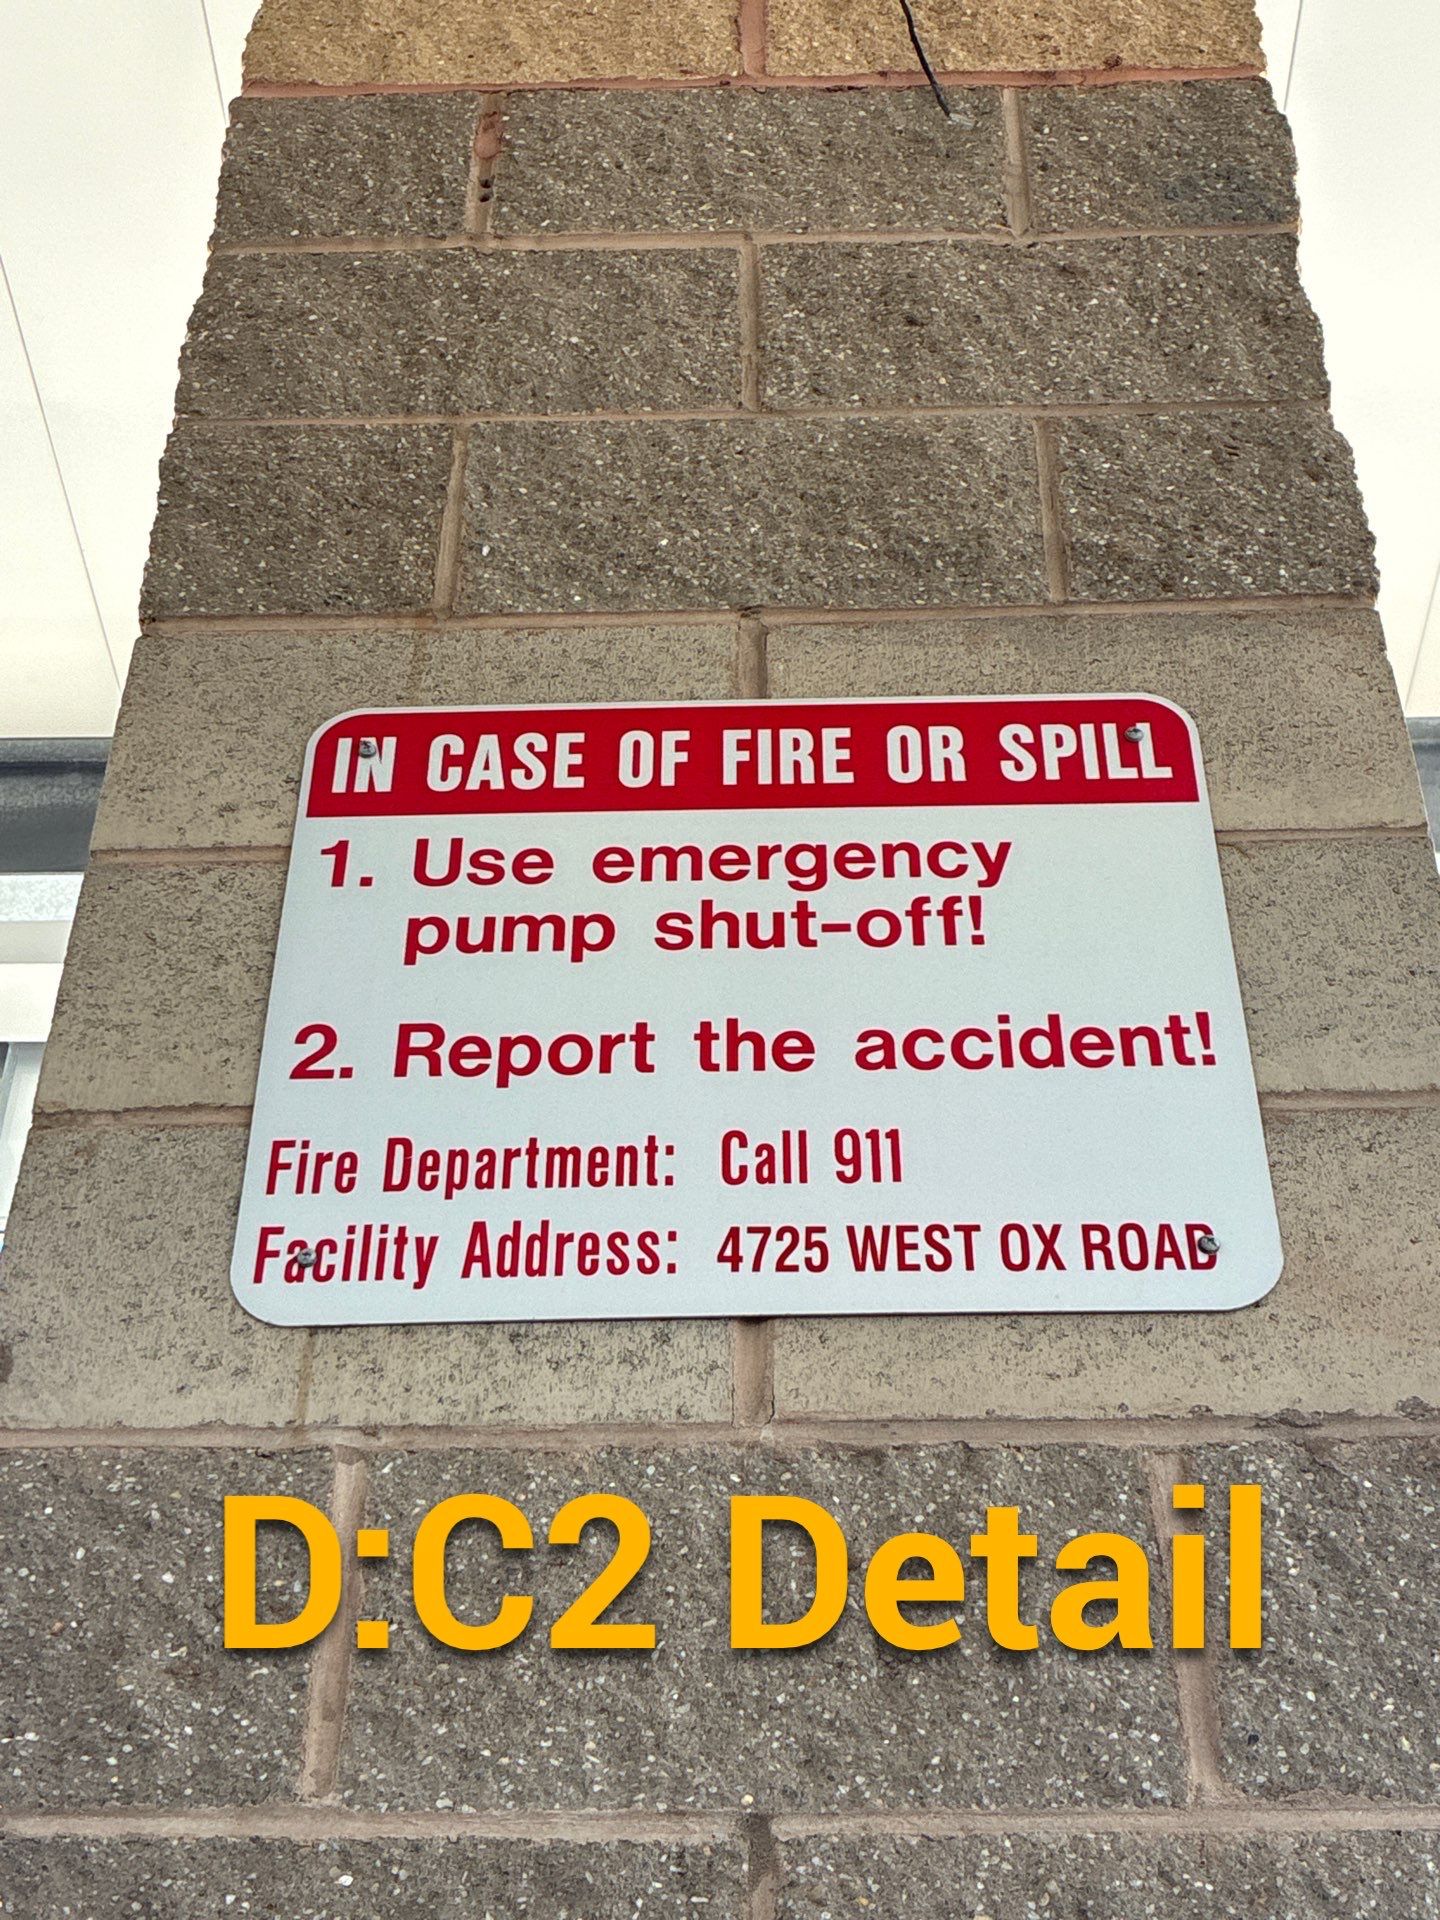 IN CASE OF FIRE OR SPILL
1. Use emergency
pump shut-off!
2. Report the accident!
Fire Department: Call 911
Facility Address: 4725 WEST OX ROAD
D:C2 Detail